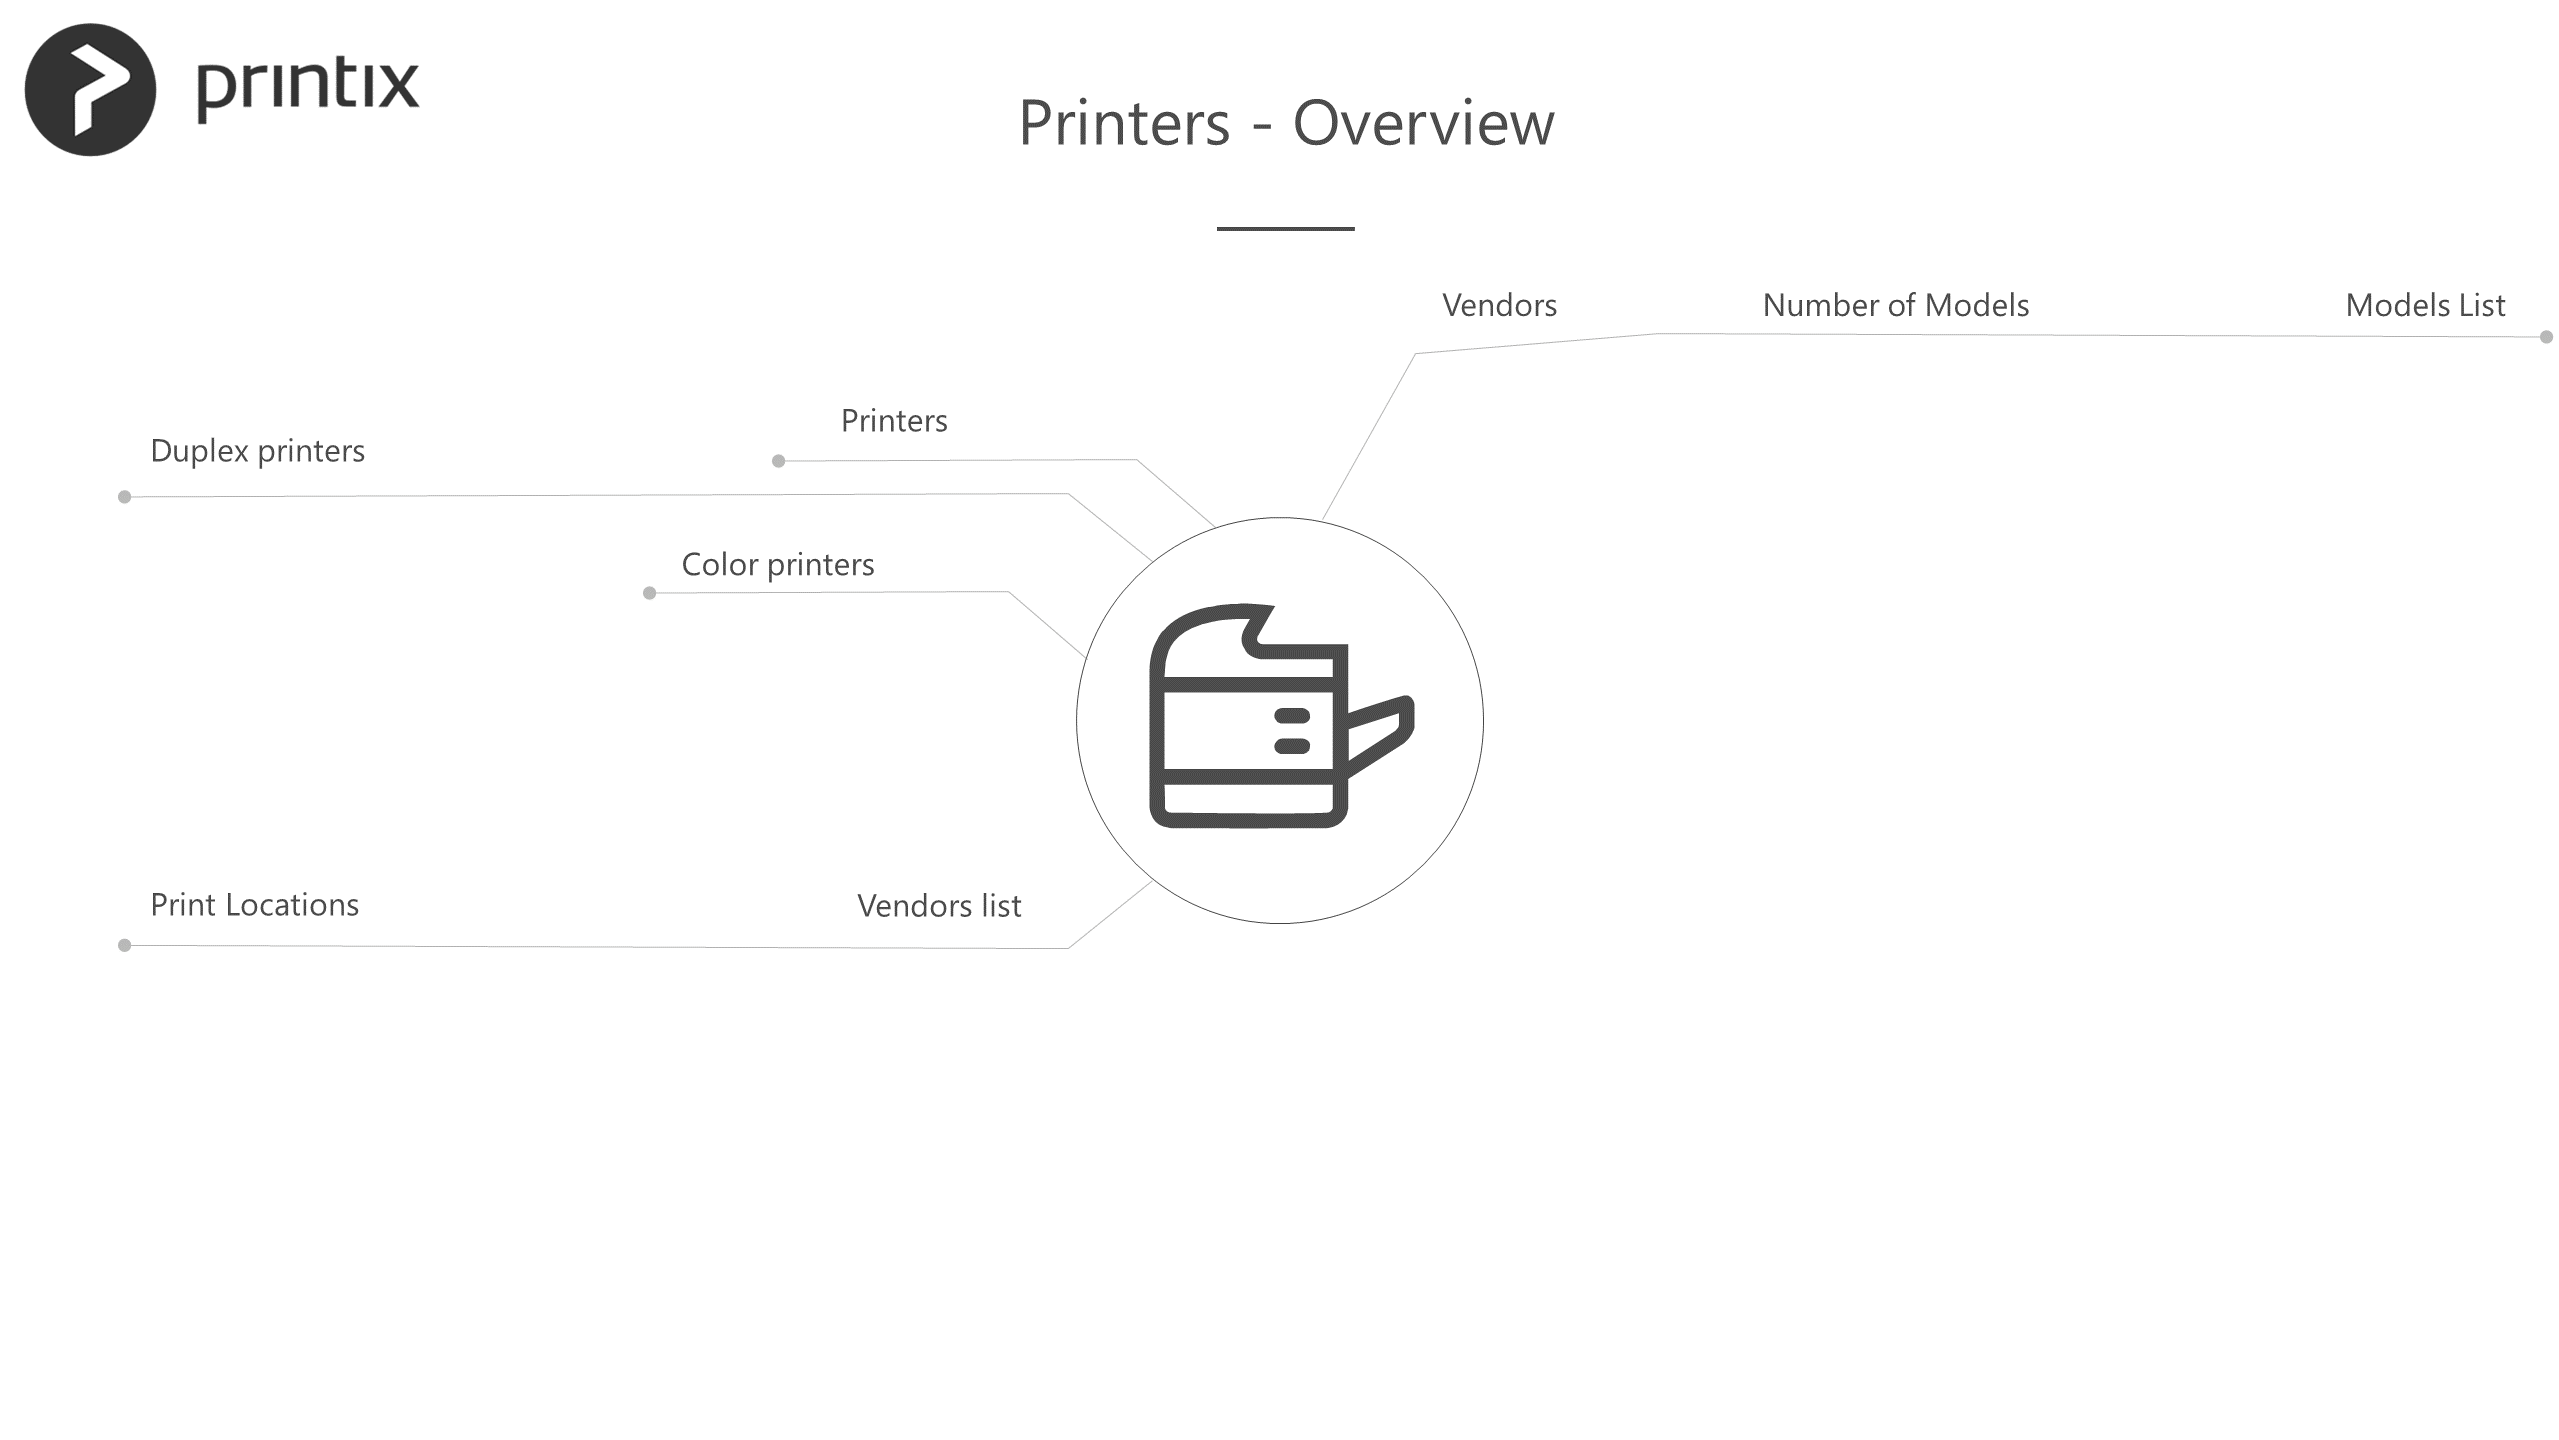 printix
Printers - Overview
Vendors
Number of Models
Models List
Printers
Duplex printers
Color printers
Print Locations
Vendors list